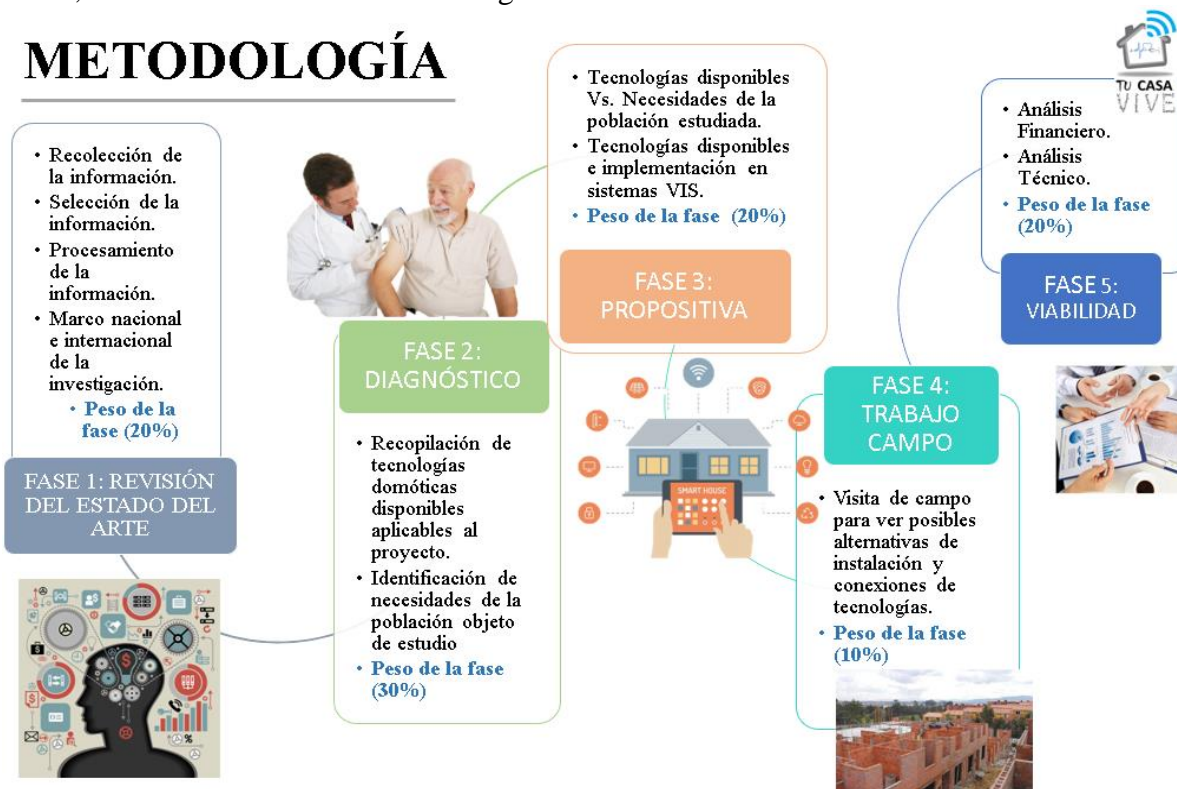 METODOLOGÍA
TU CASA
VIVE
• Recolección de
la información.
• Selección de la
información.
• Procesamiento
de la
información.
• Marco nacional
e internacional
de la
investigación.
• Peso de la
fase (20%)
FASE 1: REVISIÓN
DEL ESTADO DEL
ARTE
FASE 2:
DIAGNÓSTICO
• Recopilación de
tecnologías
domóticas
disponibles
aplicables al
proyecto.
• Identificación de
necesidades de la
población objeto
de estudio
• Peso de la fase
(30%)
• Tecnologías disponibles
Vs. Necesidades de la
población estudiada.
• Tecnologías disponibles
e implementación en
sistemas VIS.
• Peso de la fase (20%)
FASE 3:
PROPOSITIVA
SMART HOUSE
FASE 4:
TRABAJO
CAMPO
• Visita de campo
para ver posibles
alternativas de
instalación y
conexiones de
tecnologías.
• Peso de la fase
(10%)
• Análisis
Financiero.
• Análisis
Técnico.
• Peso de la fase
(20%)
FASE 5:
VIABILIDAD